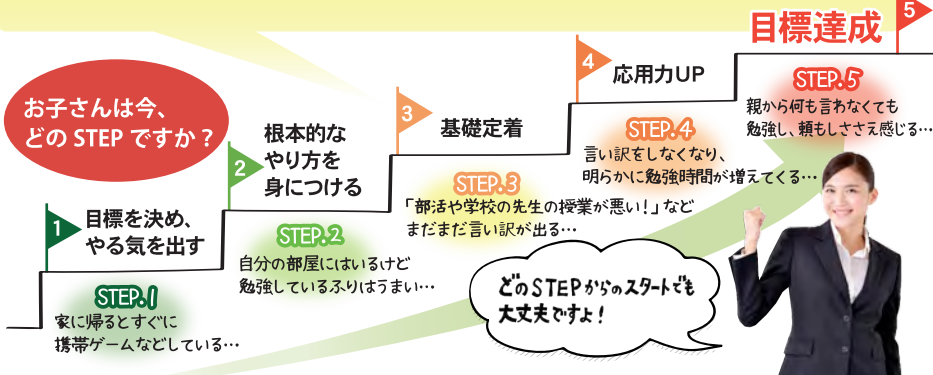 お子さんは今、
どのSTEPですか？
1
目標を決め、
やる気を出す
STEP.1
家に帰るとすぐに
携帯ゲームなどしている…
2
根本的な
やり方を
身につける
STEP.2
自分の部屋にはいるけど
勉強しているふりはうまい…
3
基礎定着
STEP.3
「部活や学校の先生の授業が悪い！」など
まだまだ言い訳が出る…
4
応用力UP
STEP.4
言い訳をしなくなり、
明らかに勉強時間が増えてくる…
5
目標達成
STEP.5
親から何も言わなくても
勉強し、頼もしささえ感じる…
どのSTEPからのスタートでも
大丈夫ですよ！